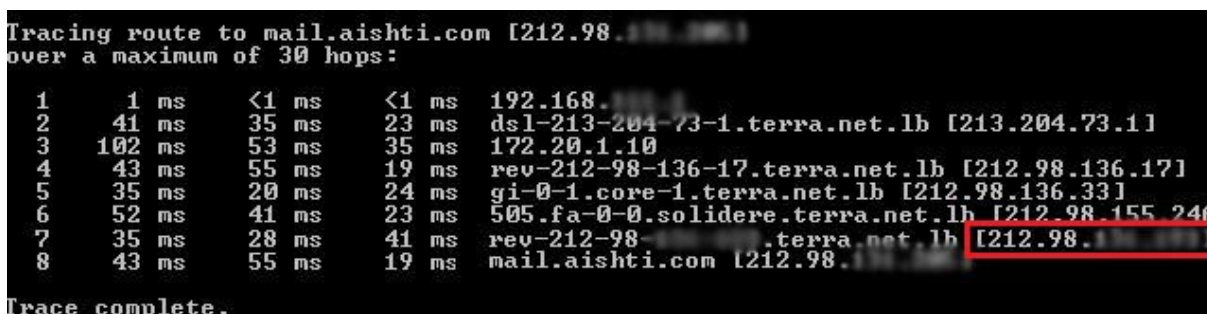 Tracing route to mail.aishti.com [212.98.
over a maximum of 30 hops:
1 1 ms <1 ms <1 ms 192.168.
2 41 ms 35 ms 23 ms dsl-213-204-73-1.terra.net.lb [213.204.73.1]
3 102 ms 53 ms 35 ms 172.20.1.10
4 43 ms 55 ms 19 ms rev-212-98-136-17.terra.net.lb [212.98.136.17]
5 35 ms 20 ms 24 ms gi-0-1.core-1.terra.net.lb [212.98.136.33]
6 52 ms 41 ms 23 ms 505.fa-0-0.solidere.terra.net.lb [212.98.155.246
7 35 ms 28 ms 41 ms rev-212-98- .terra.net.lb [212.98.
8 43 ms 55 ms 19 ms mail.aishti.com [212.98.
Trace complete.